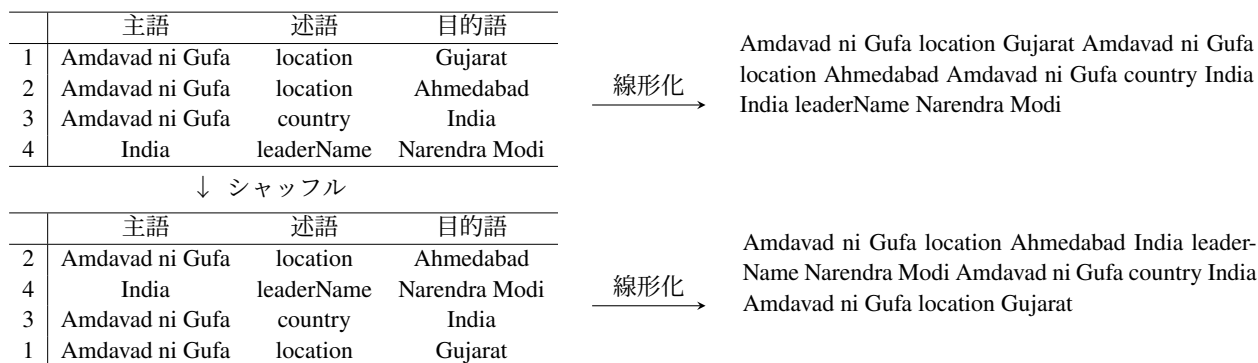 主語 述語 目的語
1 Amdavad ni Gufa location Gujarat
2 Amdavad ni Gufa location Ahmedabad
3 Amdavad ni Gufa country India
4 India leaderName Narendra Modi
線形化
Amdavad ni Gufa location Gujarat Amdavad ni Gufa
location Ahmedabad Amdavad ni Gufa country India
India leaderName Narendra Modi
↓ シャッフル
主語 述語 目的語
2 Amdavad ni Gufa location Ahmedabad
4 India leaderName Narendra Modi
3 Amdavad ni Gufa country India
1 Amdavad ni Gufa location Gujarat
線形化
Amdavad ni Gufa location Ahmedabad India leader-
Name Narendra Modi Amdavad ni Gufa country India
Amdavad ni Gufa location Gujarat